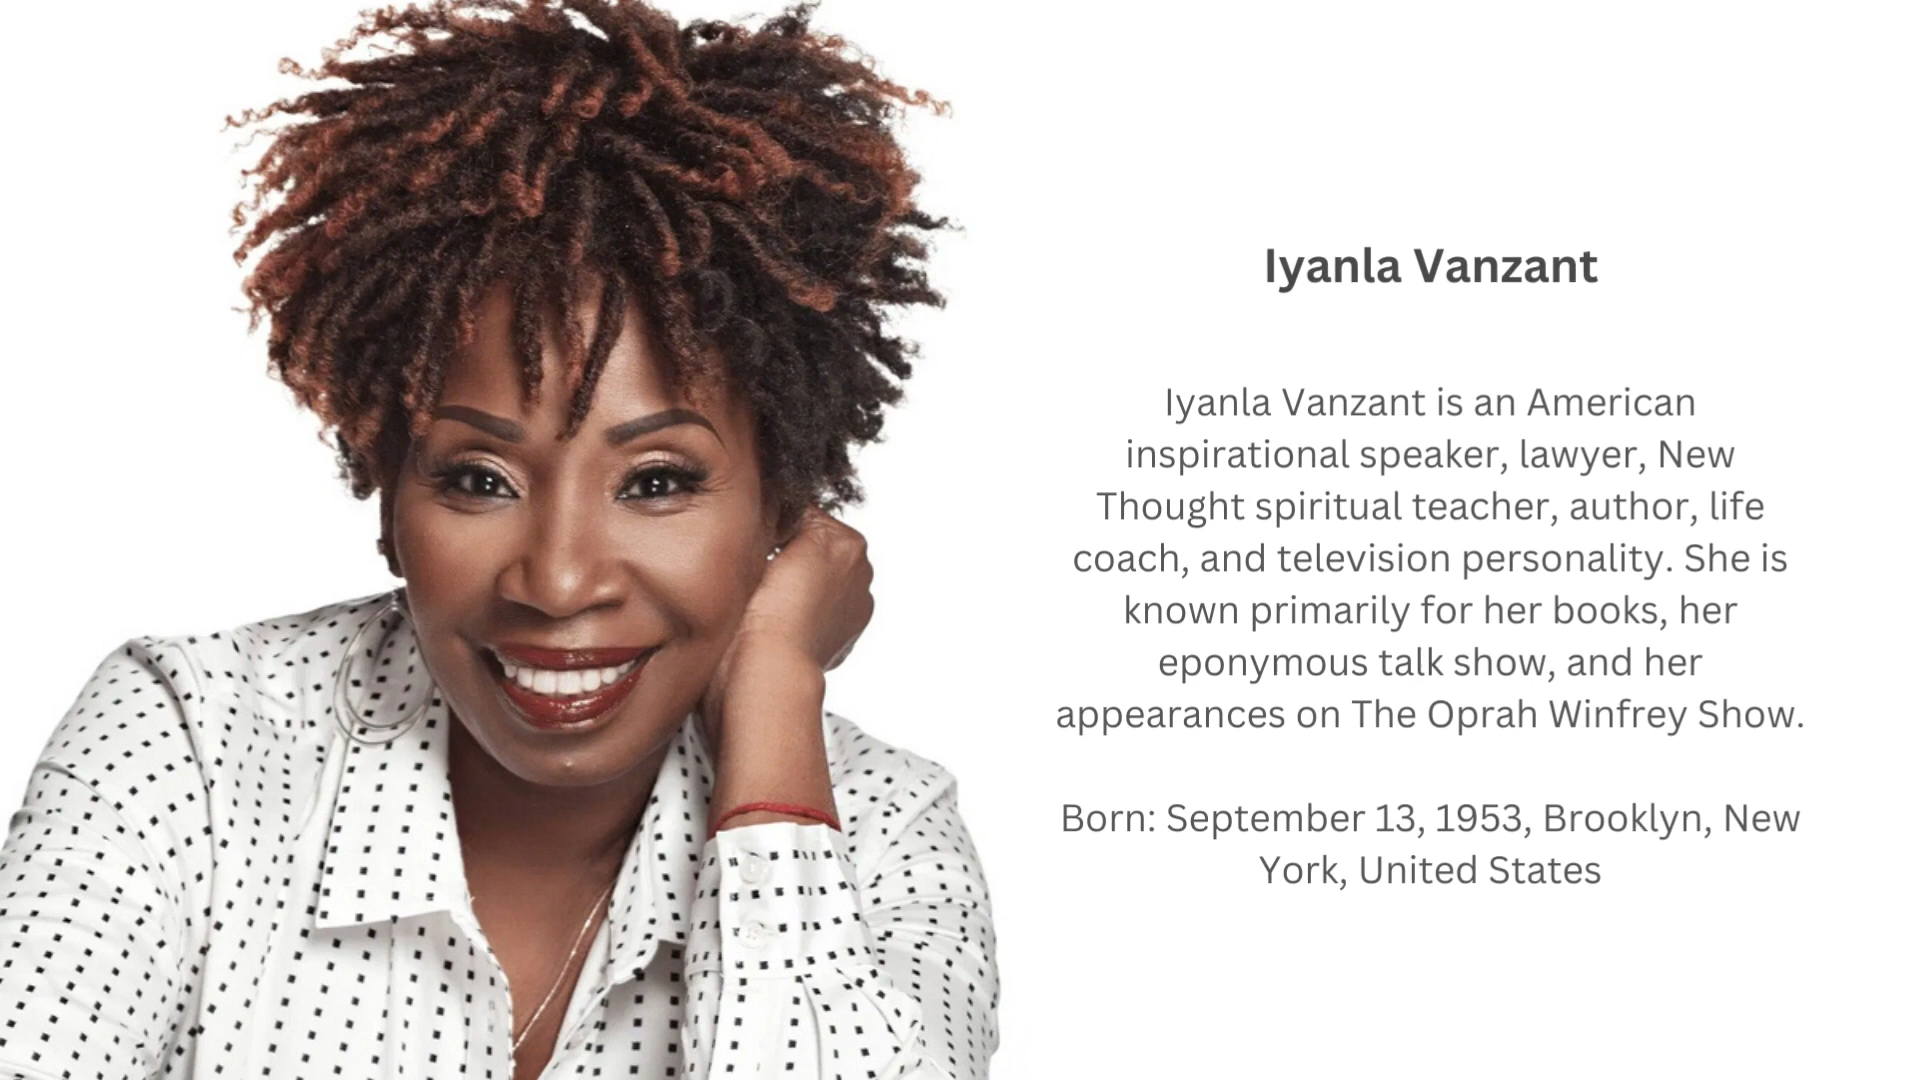 Iyanla Vanzant
Iyanla Vanzant is an American
inspirational speaker, lawyer, New
Thought spiritual teacher, author, life
coach, and television personality. She is
known primarily for her books, her
eponymous talk show, and her
appearances on The Oprah Winfrey Show.
Born: September 13, 1953, Brooklyn, New
York, United States